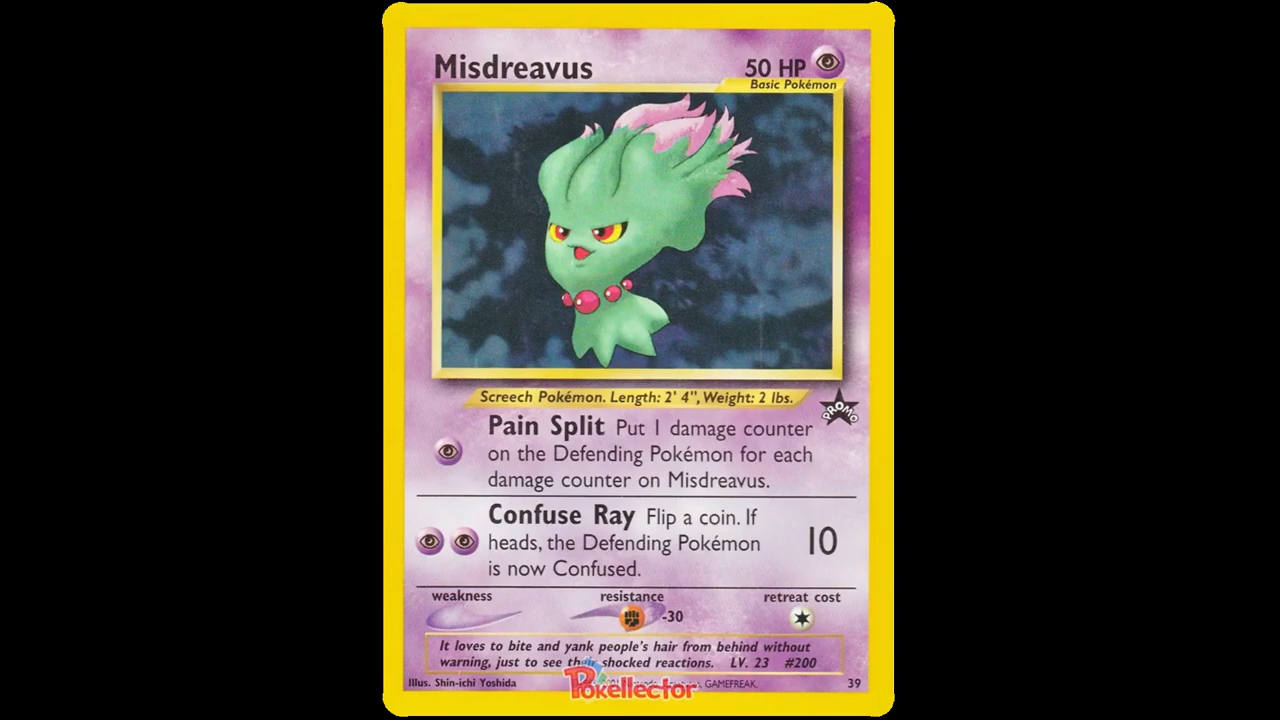 Misdreavus
50 HP
Basic Pokémon
Screech Pokémon. Length: 2' 4", Weight: 2 lbs.
PROMO
Pain Split Put 1 damage counter
on the Defending Pokémon for each
damage counter on Misdreavus.
Confuse Ray Flip a coin. If
heads, the Defending Pokémon
is now Confused.
10
weakness
resistance
retreat cost
-30
It loves to bite and yank people's hair from behind without
warning, just to see their shocked reactions. LV. 23 #200
Illus. Shin-ichi Yoshida
GAMEFREAK.
39
Pokellector